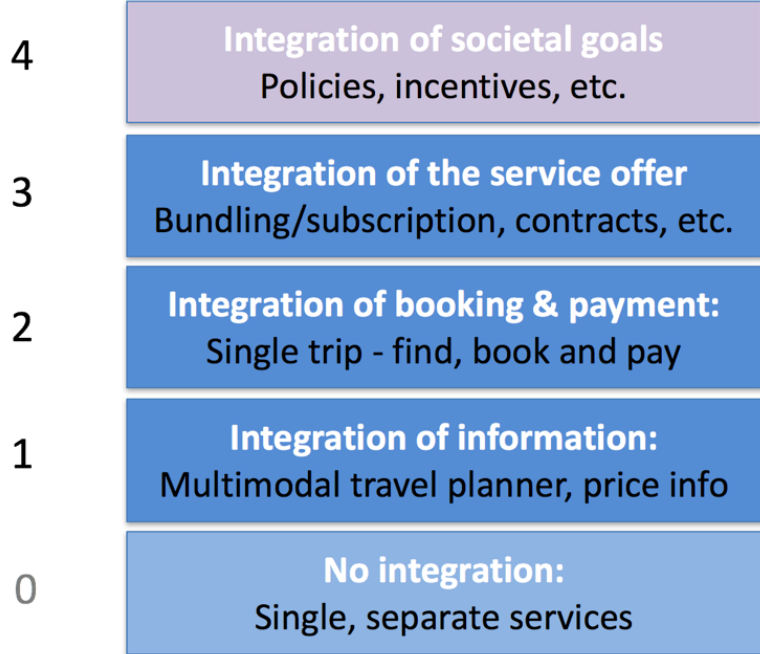 4
Integration of societal goals
Policies, incentives, etc.
3
Integration of the service offer
Bundling/subscription, contracts, etc.
2
Integration of booking & payment:
Single trip - find, book and pay
1
Integration of information:
Multimodal travel planner, price info
0
No integration:
Single, separate services